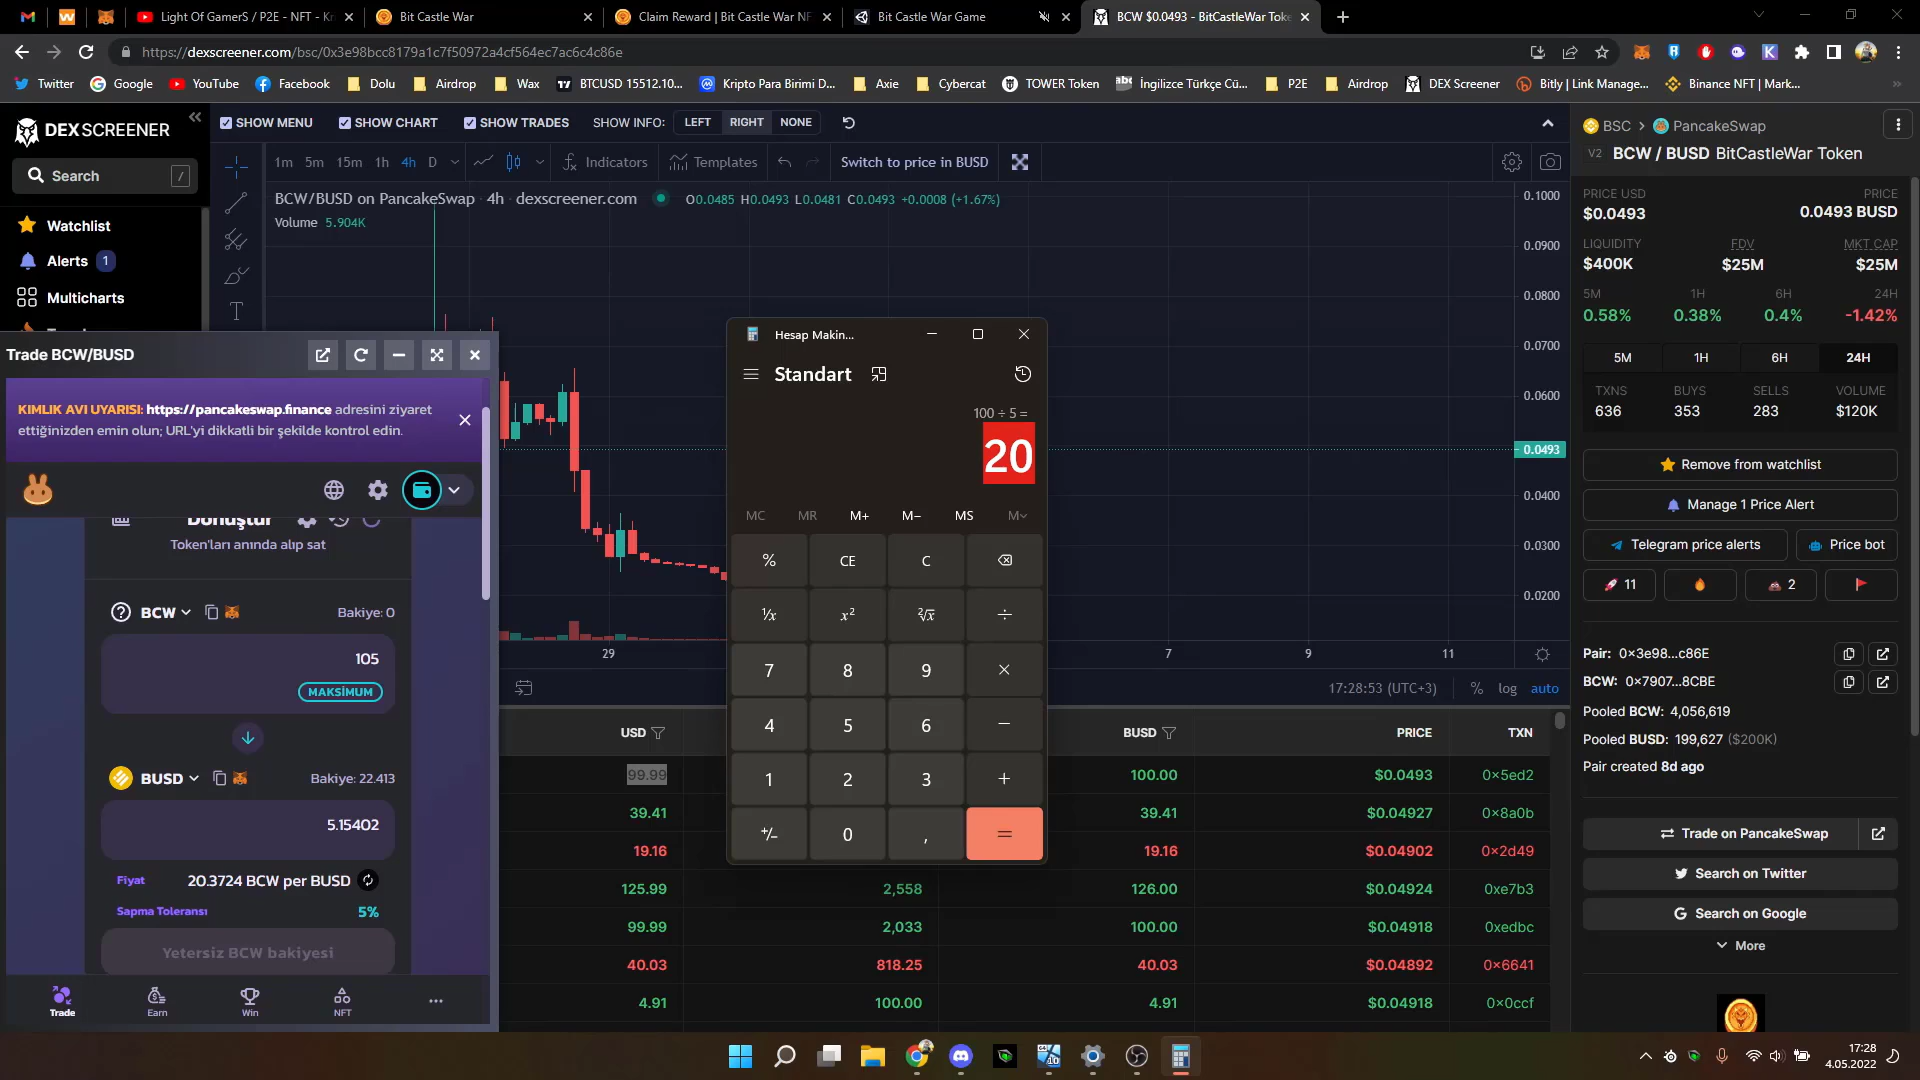 Light Of GamerS / P2E - NFT - Kr
Bit Castle War
Claim Reward | Bit Castle War NF
Bit Castle War Game
BCW $0.0493 - BitCastleWar Toke
https://dexscreener.com/bsc/0x3e98bcc8179a1c7f50972a4cf564ec7ac6c4c86e
Twitter
Google
YouTube
Facebook
Dolu
Airdrop
Wax
BTCUSD 15512.10...
Kripto Para Birimi D...
Axie
Cybercat
TOWER Token
İngilizce Türkçe Cü...
P2E
Airdrop
DEX Screener
Bitly | Link Manage...
Binance NFT | Mark...
DEX SCREENER
Search
/
Watchlist
Alerts 1
Multicharts
SHOW MENU
SHOW CHART
SHOW TRADES
SHOW INFO:
LEFT
RIGHT
NONE
1m 5m 15m 1h 4h D
Indicators
Templates
Switch to price in BUSD
BCW/BUSD on PancakeSwap · 4h · dexscreener.com
O0.0485 H0.0493 L0.0481 C0.0493 +0.0008 (+1.67%)
Volume 5.904K
0.1000
0.0900
0.0800
0.0700
0.0600
0.0493
0.0400
0.0300
0.0200
29
7
9
11
17:28:53 (UTC+3)
%
log
auto
Trade BCW/BUSD
KIMLIK AVI UYARISI: https://pancakeswap.finance adresini ziyaret
ettiğinizden emin olun; URL'yi dikkatli bir şekilde kontrol edin.
Dönüştür
Token'ları anında alıp sat
BCW
Bakiye: 0
105
MAKSİMUM
BUSD
Bakiye: 22.413
5.15402
Fiyat
20.3724 BCW per BUSD
Sapma Toleransı
5%
Yetersiz BCW bakiyesi
Trade
Earn
Win
NFT
Hesap Makin...
Standart
100 ÷ 5 =
20
MC MR M+ M− MS M
% CE C
¹/x x² ²√x ÷
7 8 9 ×
4 5 6 −
1 2 3 +
+/− 0 , =
USD
BUSD
PRICE
TXN
99.99 100.00 $0.0493 0×5ed2
39.41 39.41 $0.04927 0×8a0b
19.16 19.16 $0.04902 0×2d49
125.99 2,558 126.00 $0.04924 0xe7b3
99.99 2,033 100.00 $0.04918 0xedbc
40.03 818.25 40.03 $0.04892 0×6641
4.91 100.00 4.91 $0.04918 0×0ccf
BSC > PancakeSwap
V2 BCW / BUSD BitCastleWar Token
PRICE USD
$0.0493
PRICE
0.0493 BUSD
LIQUIDITY
$400K
FDV
$25M
MKT CAP
$25M
5M
0.58%
1H
0.38%
6H
0.4%
24H
-1.42%
5M 1H 6H 24H
TXNS
636
BUYS
353
SELLS
283
VOLUME
$120K
Remove from watchlist
Manage 1 Price Alert
Telegram price alerts
Price bot
11
2
Pair: 0×3e98...c86E
BCW: 0×7907...8CBE
Pooled BCW: 4,056,619
Pooled BUSD: 199,627 ($200K)
Pair created 8d ago
Trade on PancakeSwap
Search on Twitter
Search on Google
More
17:28
4.05.2022